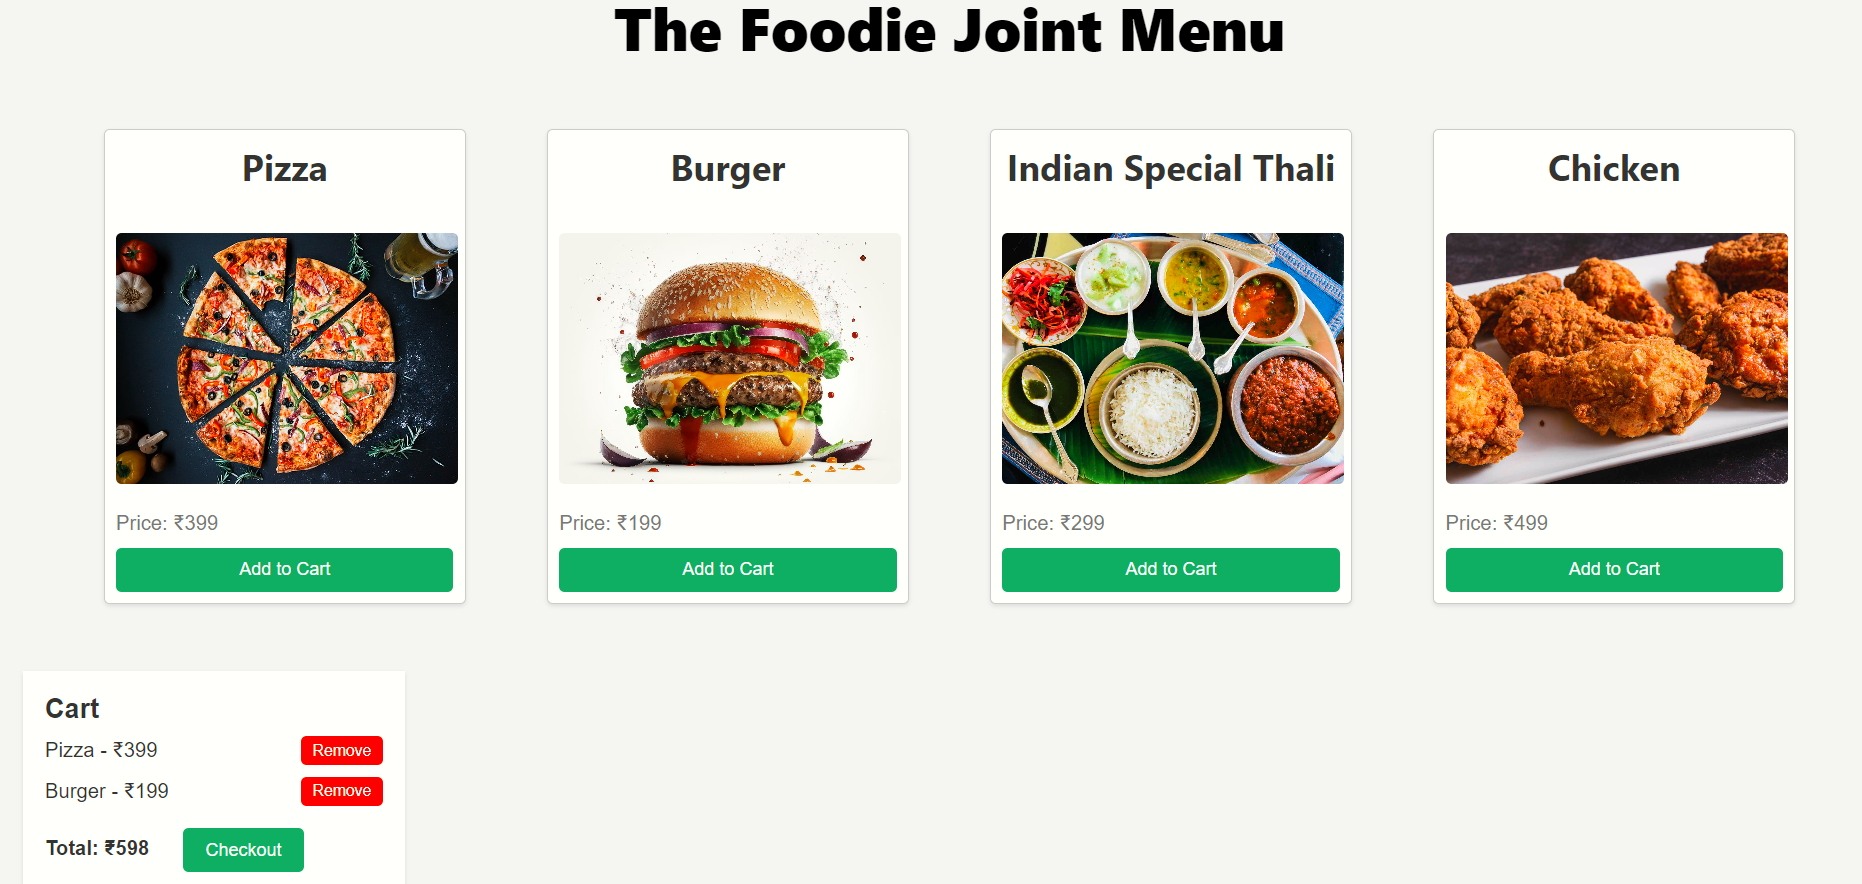 The Foodie Joint Menu
Pizza
Price: ₹399
Add to Cart
Burger
Price: ₹199
Add to Cart
Indian Special Thali
Price: ₹299
Add to Cart
Chicken
Price: ₹499
Add to Cart
Cart
Pizza - ₹399 Remove
Burger - ₹199 Remove
Total: ₹598 Checkout